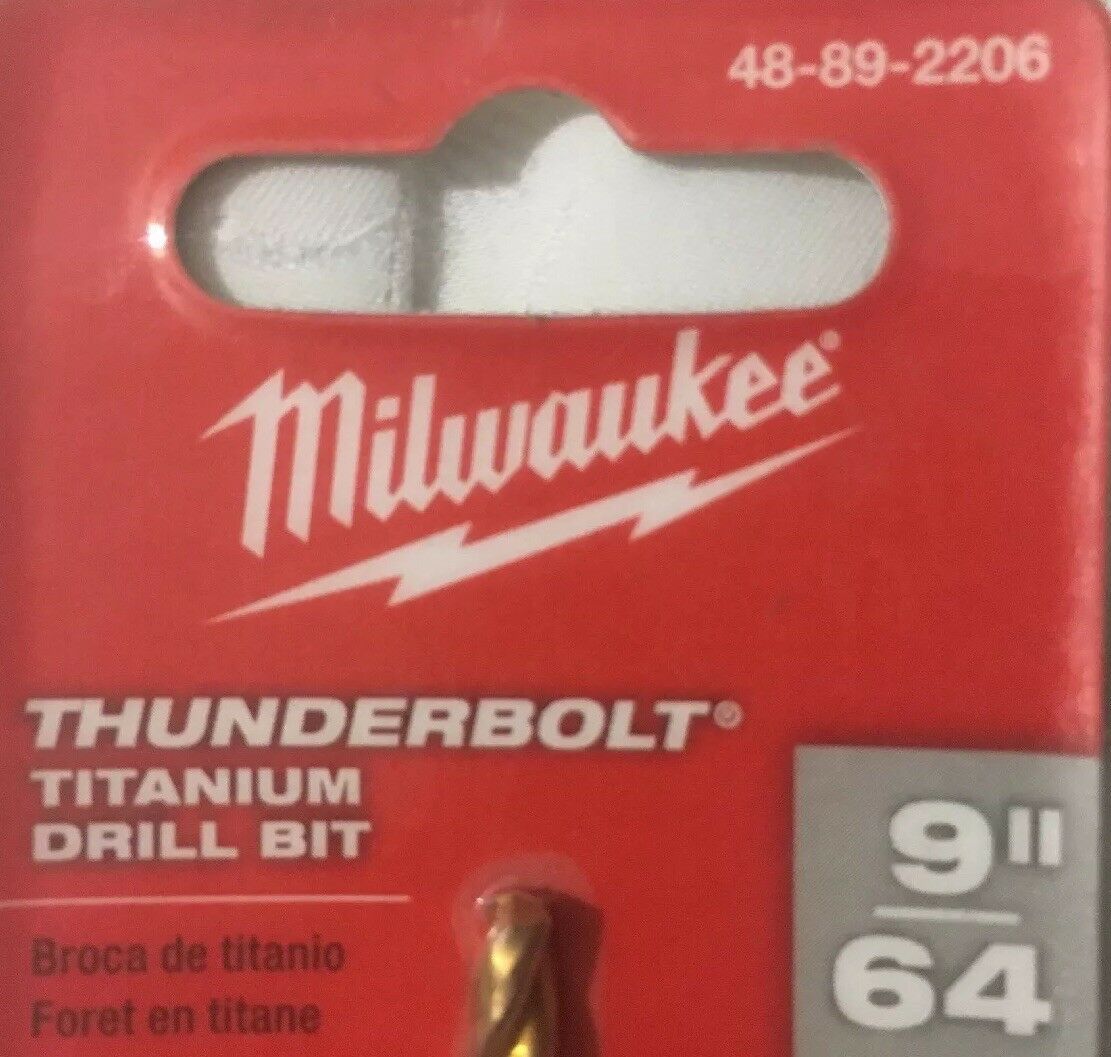 48-89-2206
Milwaukee®
THUNDERBOLT®
TITANIUM
DRILL BIT
9"
64
Broca de titanio
Foret en titane